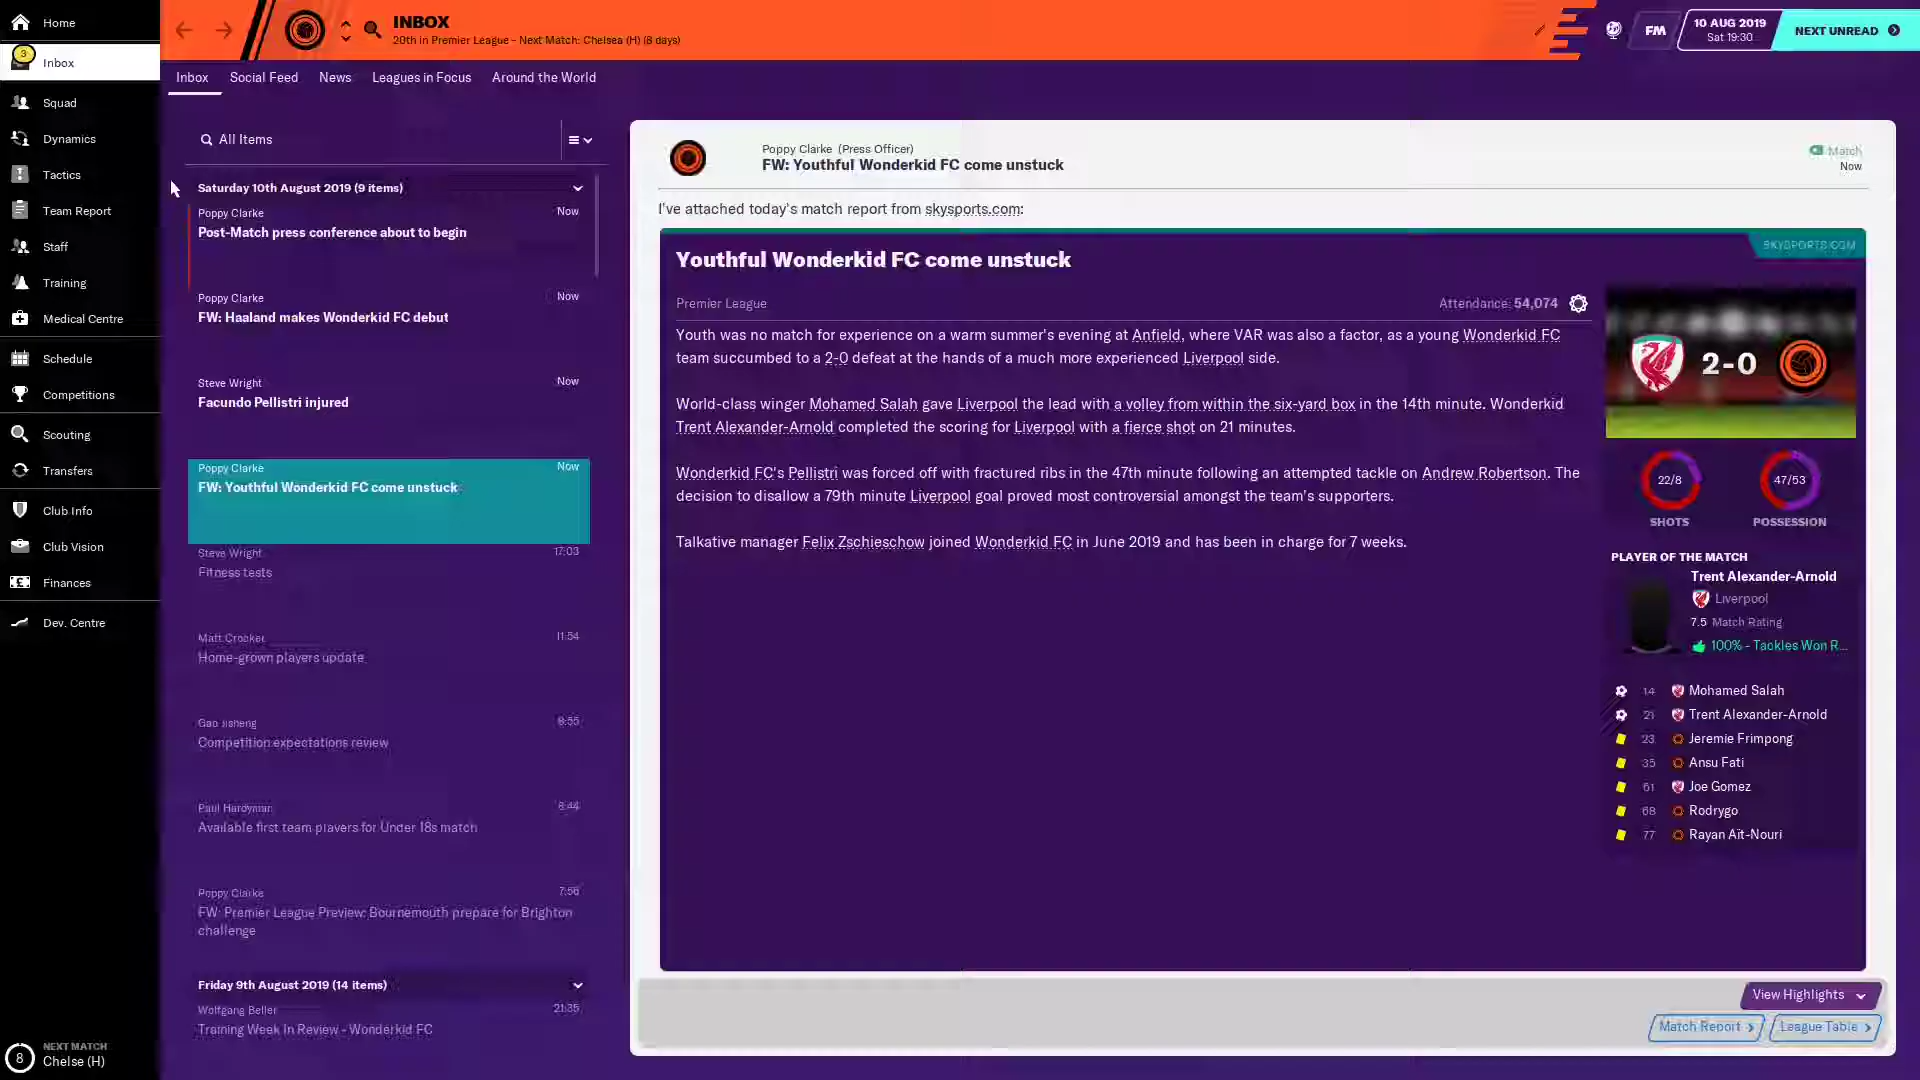 Home
3
Inbox
Squad
Dynamics
Tactics
Team Report
Staff
Training
Medical Centre
Schedule
Competitions
Scouting
Transfers
Club Info
Club Vision
Finances
Dev. Centre
8
NEXT MATCH
Chelse (H)
INBOX
20th in Premier League - Next Match: Chelsea (H) (8 days)
FM
10 AUG 2019
Sat 19:30
NEXT UNREAD
Inbox
Social Feed
News
Leagues in Focus
Around the World
All Items
Saturday 10th August 2019 (9 items)
Poppy Clarke
Now
Post-Match press conference about to begin
Poppy Clarke
Now
FW: Haaland makes Wonderkid FC debut
Steve Wright
Now
Facundo Pellistri injured
Poppy Clarke
Now
FW: Youthful Wonderkid FC come unstuck
Steve Wright
17:03
Fitness tests
Matt Crocker
11:54
Home-grown players update
Gao Jisheng
8:55
Competition expectations review
Paul Hardyman
8:44
Available first team players for Under 18s match
Poppy Clarke
7:56
FW: Premier League Preview: Bournemouth prepare for Brighton
challenge
Friday 9th August 2019 (14 items)
Wolfgang Beller
21:35
Training Week In Review - Wonderkid FC
Poppy Clarke (Press Officer)
FW: Youthful Wonderkid FC come unstuck
Match
Now
I've attached today's match report from skysports.com:
SKYSPORTS.COM
Youthful Wonderkid FC come unstuck
Premier League
Attendance: 54,074
Youth was no match for experience on a warm summer's evening at Anfield, where VAR was also a factor, as a young Wonderkid FC
team succumbed to a 2-0 defeat at the hands of a much more experienced Liverpool side.
World-class winger Mohamed Salah gave Liverpool the lead with a volley from within the six-yard box in the 14th minute. Wonderkid
Trent Alexander-Arnold completed the scoring for Liverpool with a fierce shot on 21 minutes.
Wonderkid FC's Pellistri was forced off with fractured ribs in the 47th minute following an attempted tackle on Andrew Robertson. The
decision to disallow a 79th minute Liverpool goal proved most controversial amongst the team's supporters.
Talkative manager Felix Zschieschow joined Wonderkid FC in June 2019 and has been in charge for 7 weeks.
2-0
22/8
SHOTS
47/53
POSSESSION
PLAYER OF THE MATCH
Trent Alexander-Arnold
Liverpool
7.5 Match Rating
100% - Tackles Won R...
14 Mohamed Salah
21 Trent Alexander-Arnold
23 Jeremie Frimpong
35 Ansu Fati
61 Joe Gomez
68 Rodrygo
77 Rayan Aït-Nouri
View Highlights
Match Report
League Table